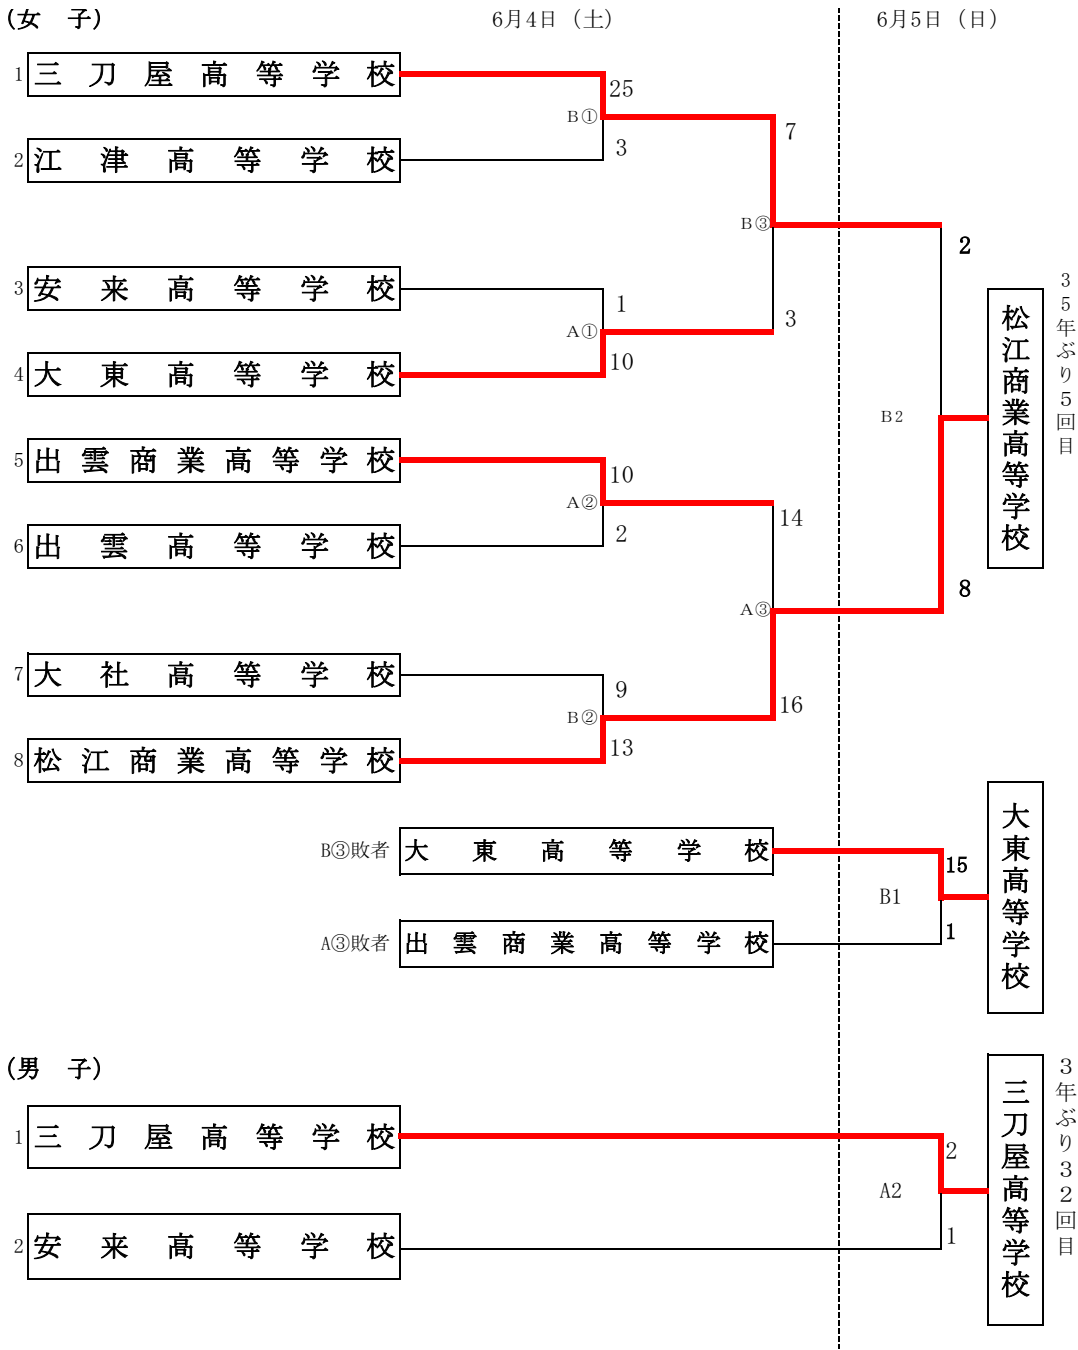 (女　子)
6月4日（土）
6月5日（日）
1 三刀屋高等学校
25
B①
7
2 江津高等学校
3
B③
2
3 安来高等学校
1
A①
3
4 大東高等学校
10
B2
松江商業高等学校
35年ぶり5回目
5 出雲商業高等学校
10
A②
14
6 出雲高等学校
2
A③
8
7 大社高等学校
9
B②
16
8 松江商業高等学校
13
B③敗者 大東高等学校
15
B1
大東高等学校
A③敗者 出雲商業高等学校
1
(男　子)
1 三刀屋高等学校
2
A2
三刀屋高等学校
3年ぶり32回目
2 安来高等学校
1